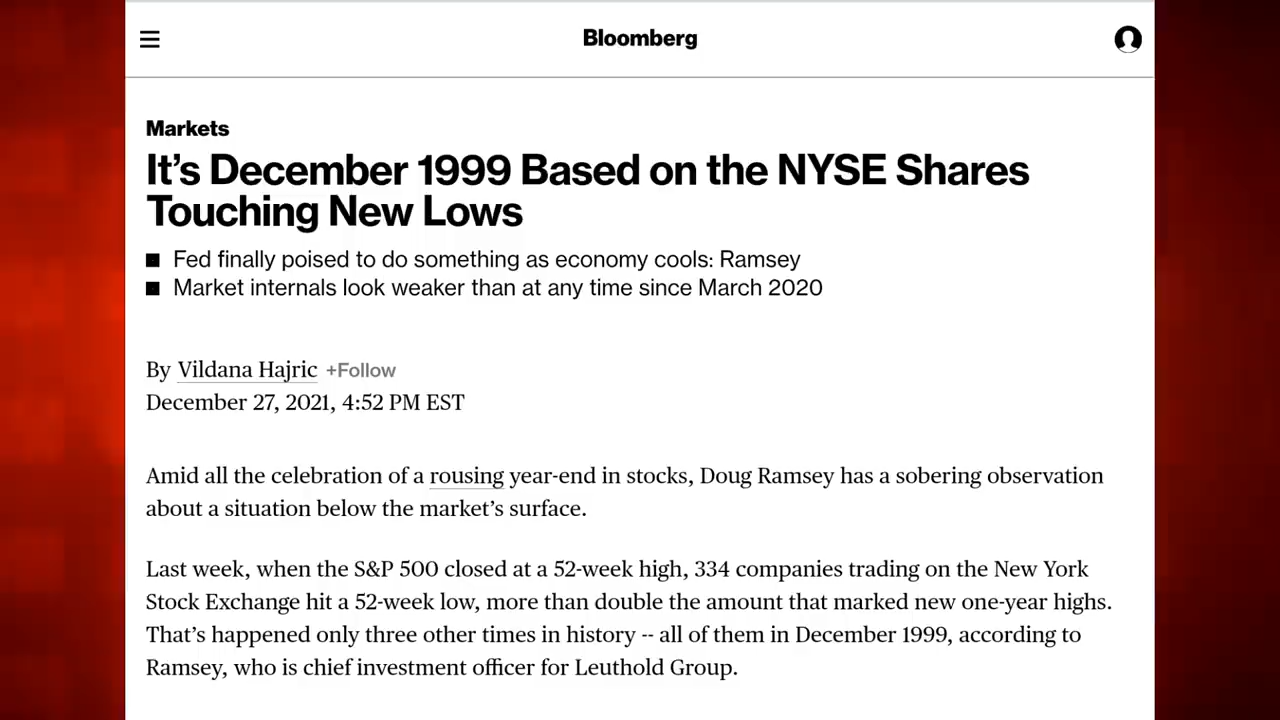 Bloomberg
Markets
It’s December 1999 Based on the NYSE Shares
Touching New Lows
Fed finally poised to do something as economy cools: Ramsey
Market internals look weaker than at any time since March 2020
By Vildana Hajric +Follow
December 27, 2021, 4:52 PM EST
Amid all the celebration of a rousing year-end in stocks, Doug Ramsey has a sobering observation
about a situation below the market’s surface.
Last week, when the S&P 500 closed at a 52-week high, 334 companies trading on the New York
Stock Exchange hit a 52-week low, more than double the amount that marked new one-year highs.
That’s happened only three other times in history -- all of them in December 1999, according to
Ramsey, who is chief investment officer for Leuthold Group.